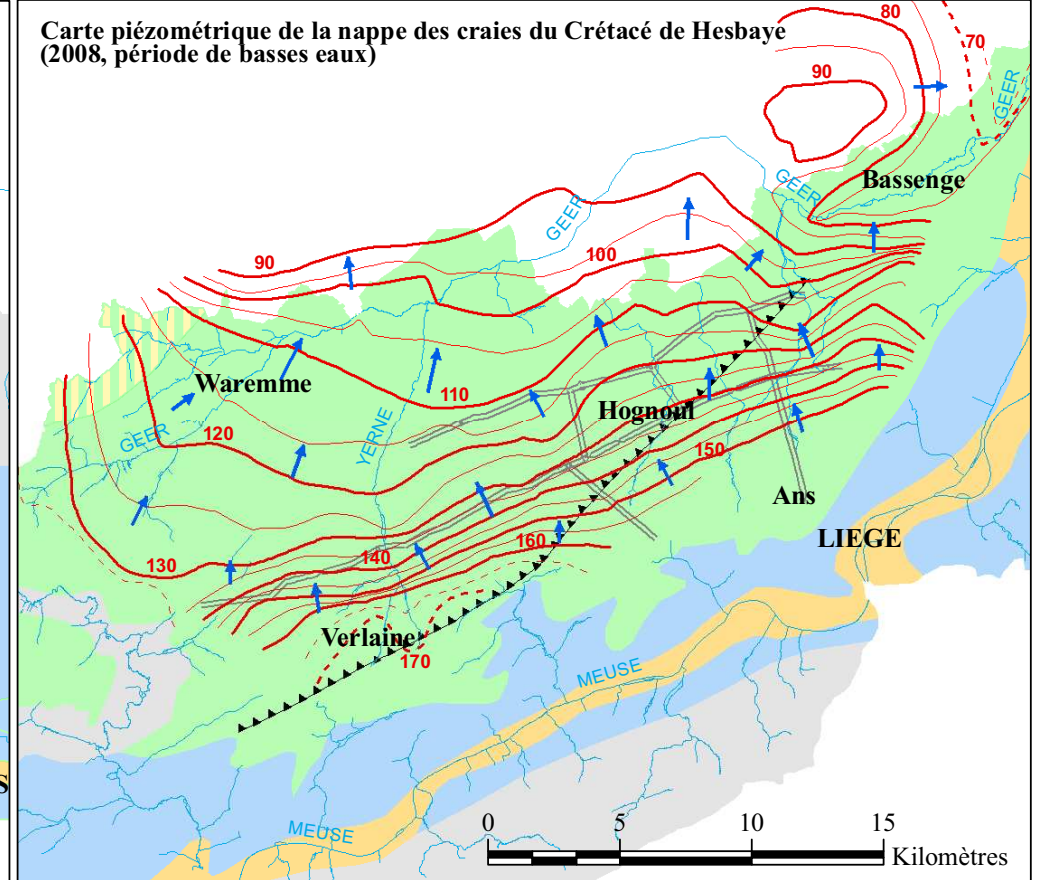 Carte piézométrique de la nappe des craies du Crétacé de Hesbaye
(2008, période de basses eaux)
80
70
90
GEER
Bassenge
GEER
GEER
90
100
Waremme
110
Hognoul
120
GEER
YERNE
150
Ans
LIEGE
160
140
130
Verlaine
170
MEUSE
S
MEUSE
0 5 10 15
Kilomètres